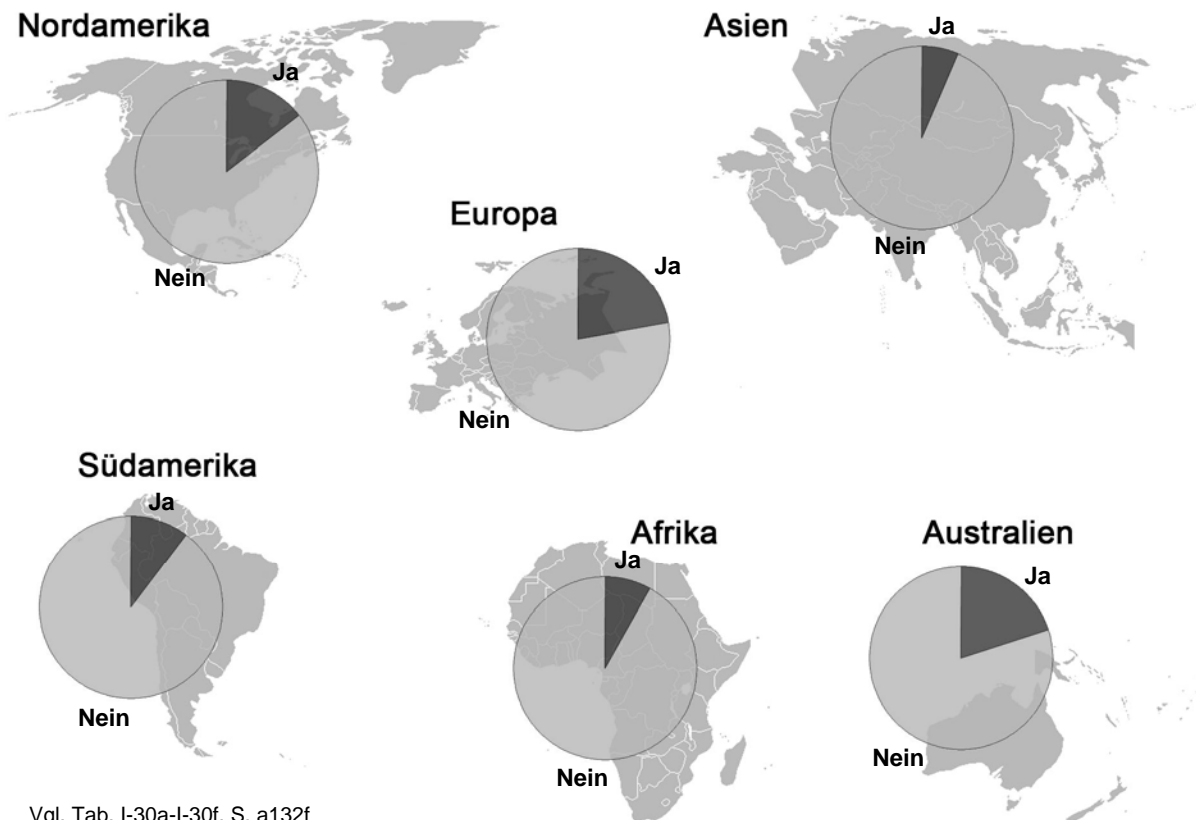 Nordamerika
Ja
Nein
Asien
Ja
Nein
Europa
Ja
Nein
Südamerika
Ja
Nein
Afrika
Ja
Nein
Australien
Ja
Nein
Vgl. Tab. I-30a-I-30f, S. a132f